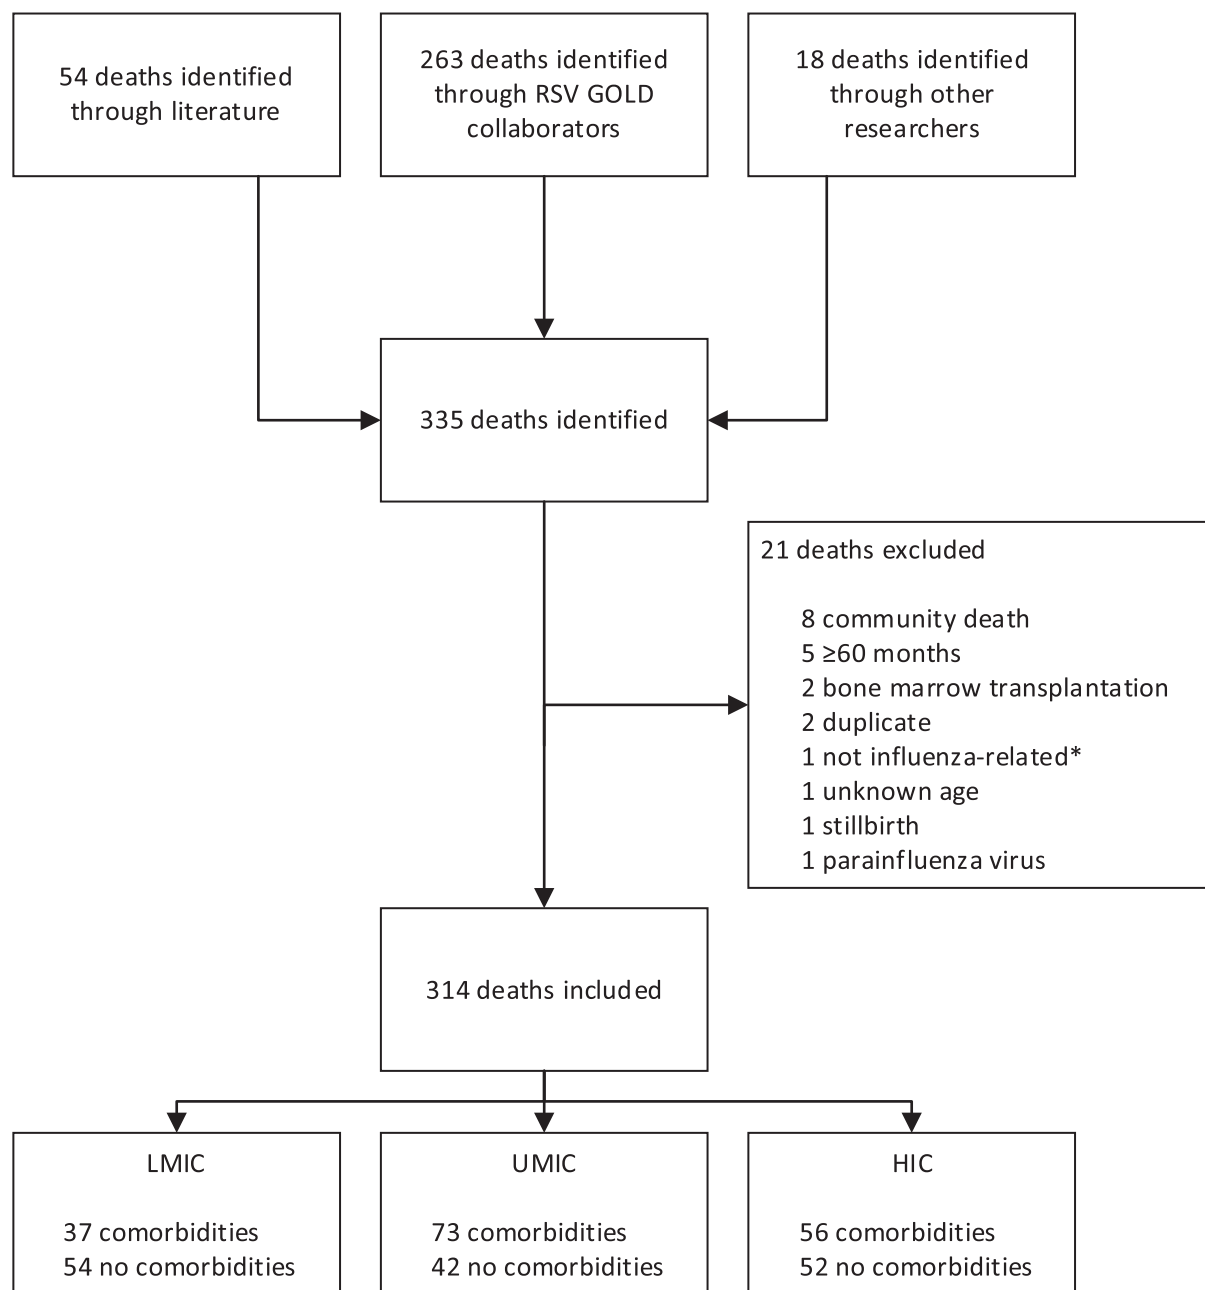 54 deaths identified
through literature
263 deaths identified
through RSV GOLD
collaborators
18 deaths identified
through other
researchers
335 deaths identified
21 deaths excluded
8 community death
5 ≥60 months
2 bone marrow transplantation
2 duplicate
1 not influenza-related*
1 unknown age
1 stillbirth
1 parainfluenza virus
314 deaths included
LMIC
37 comorbidities
54 no comorbidities
UMIC
73 comorbidities
42 no comorbidities
HIC
56 comorbidities
52 no comorbidities